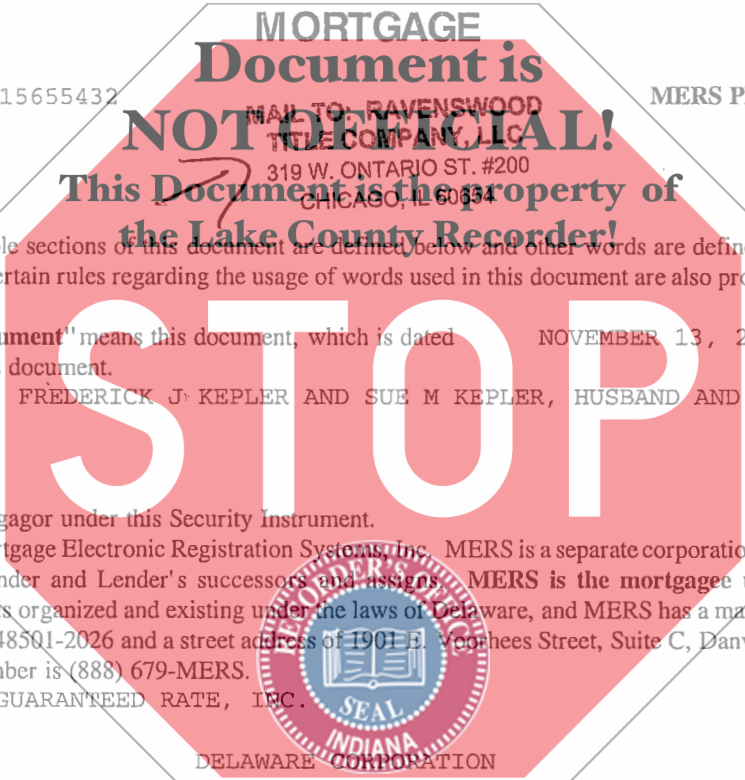 MORTGAGE
Document is
15655432
MERS P
NOT OFFICIAL!
MAIL TO: RAVENSWOOD
TITLE COMPANY, LLC
319 W. ONTARIO ST. #200
CHICAGO, IL 60654
This Document is the property of
the Lake County Recorder!
le sections of this document are defined below and other words are define
ertain rules regarding the usage of words used in this document are also pro
ument" means this document, which is dated NOVEMBER 13, 2
s document.
FREDERICK J KEPLER AND SUE M KEPLER, HUSBAND AND
STOP
gagor under this Security Instrument.
rtgage Electronic Registration Systems, Inc. MERS is a separate corporatio
nder and Lender's successors and assigns. MERS is the mortgagee
s organized and existing under the laws of Delaware, and MERS has a ma
48501-2026 and a street address of 1901 E. Voorhees Street, Suite C, Danv
nber is (888) 679-MERS.
GUARANTEED RATE, INC.
RECORDER'S OFFICE
SEAL
INDIANA
DELAWARE CORPORATION